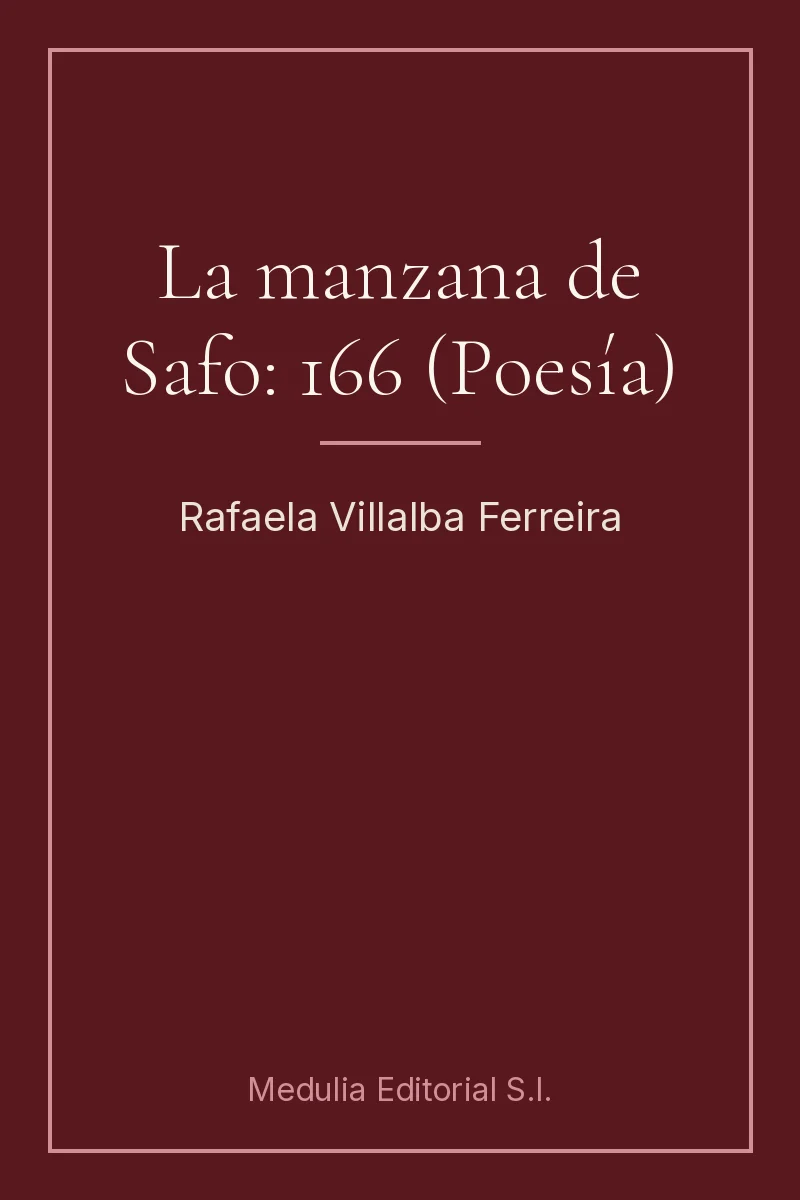 La manzana de
Safo: 166 (Poesía)
Rafaela Villalba Ferreira
Medulia Editorial S.l.